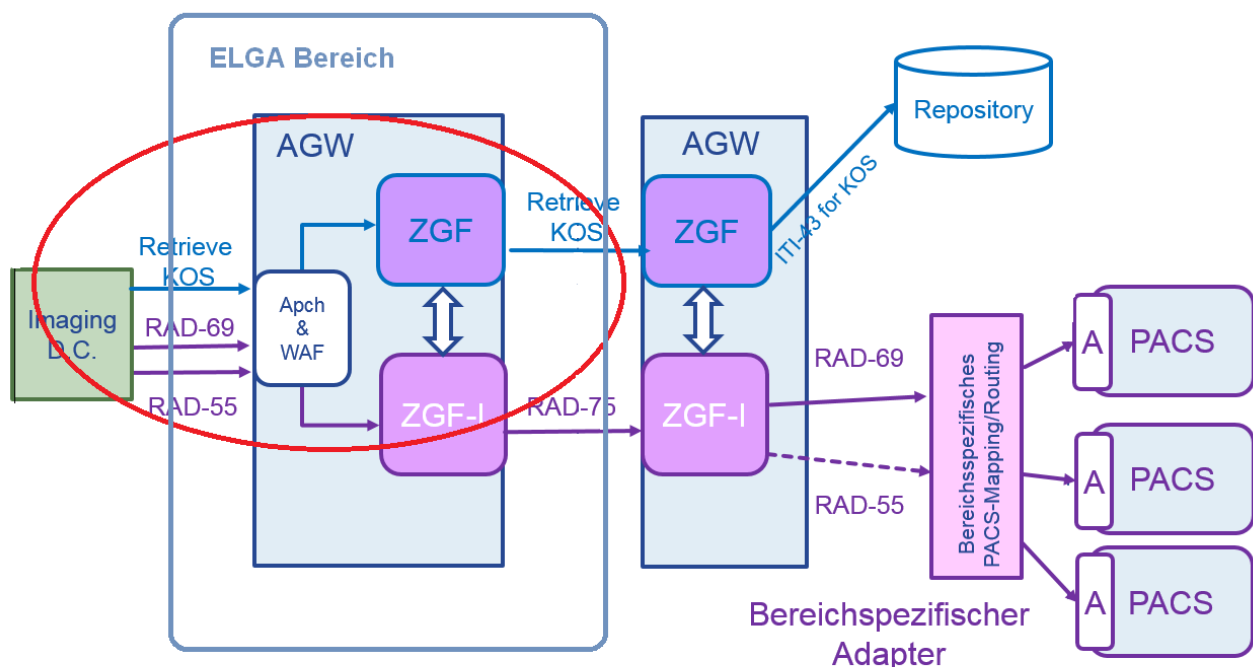 ELGA Bereich
AGW
AGW
Repository
ZGF
Retrieve
KOS
ZGF
ITI-43 for KOS
Retrieve
KOS
Imaging
D.C.
RAD-69
RAD-55
Apch
&
WAF
ZGF-I
RAD-75
ZGF-I
RAD-69
RAD-55
Bereichsspezifisches
PACS-Mapping/Routing
A
PACS
A
PACS
A
PACS
Bereichspezifischer
Adapter